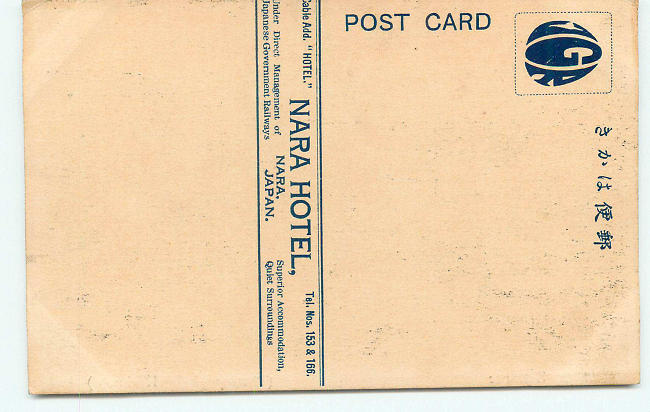 POST CARD
郵便はかき
Cable Add. "HOTEL."
Tel. Nos. 153 & 166.
NARA HOTEL,
NARA.
JAPAN.
Under Direct Management of
Japanese Government Railways
Superior Accommodation,
Quiet Surroundings